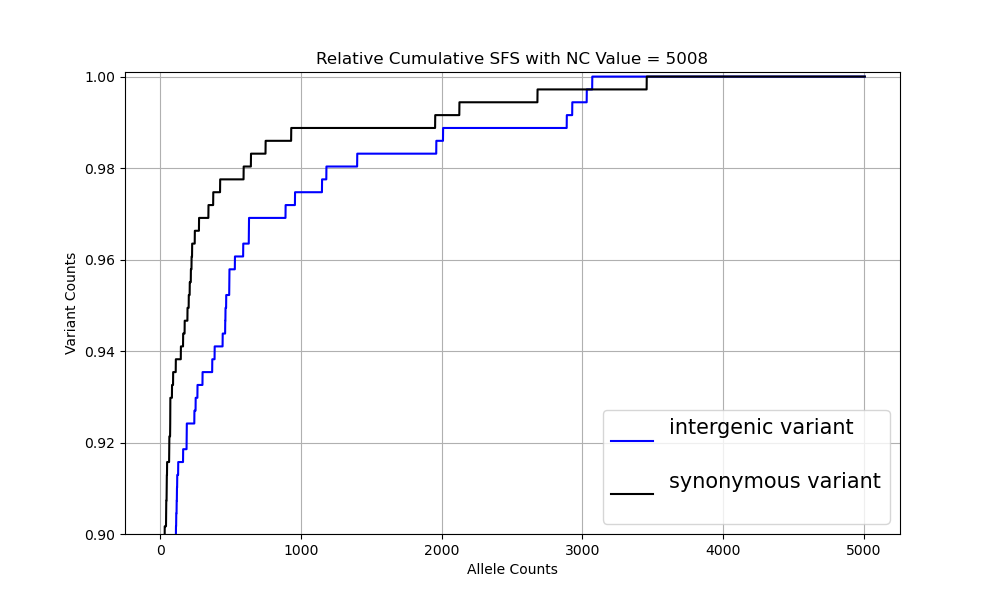 Relative Cumulative SFS with NC Value = 5008
Variant Counts
1.00
0.98
0.96
0.94
0.92
0.90
0
1000
2000
3000
4000
5000
Allele Counts
intergenic variant
synonymous variant